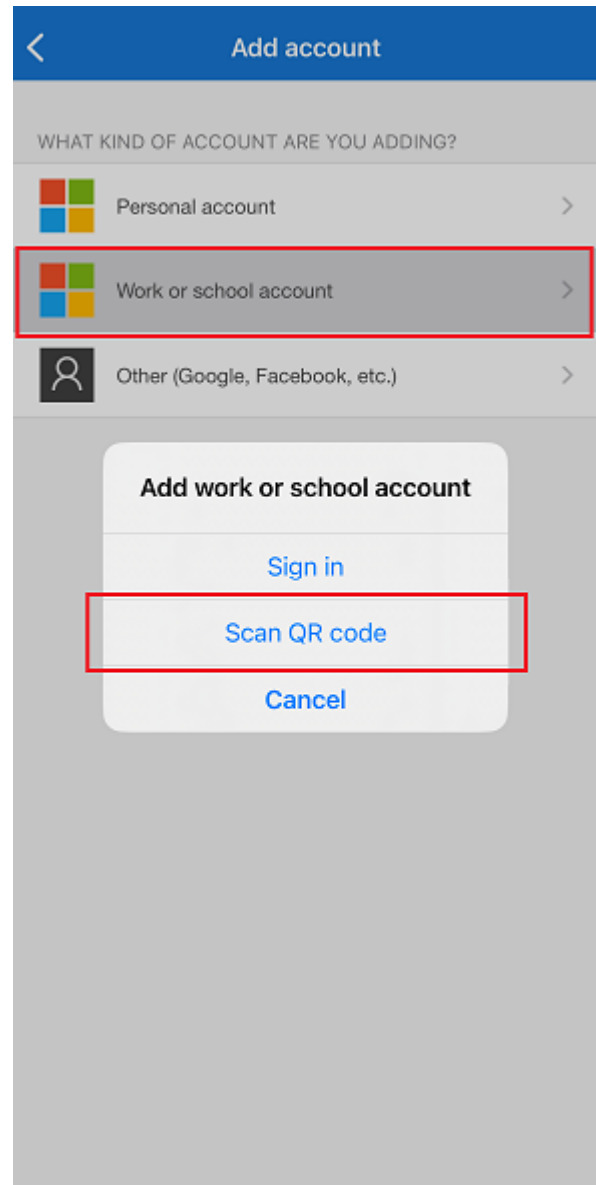 Add account
WHAT KIND OF ACCOUNT ARE YOU ADDING?
Personal account
Work or school account
Other (Google, Facebook, etc.)
Add work or school account
Sign in
Scan QR code
Cancel